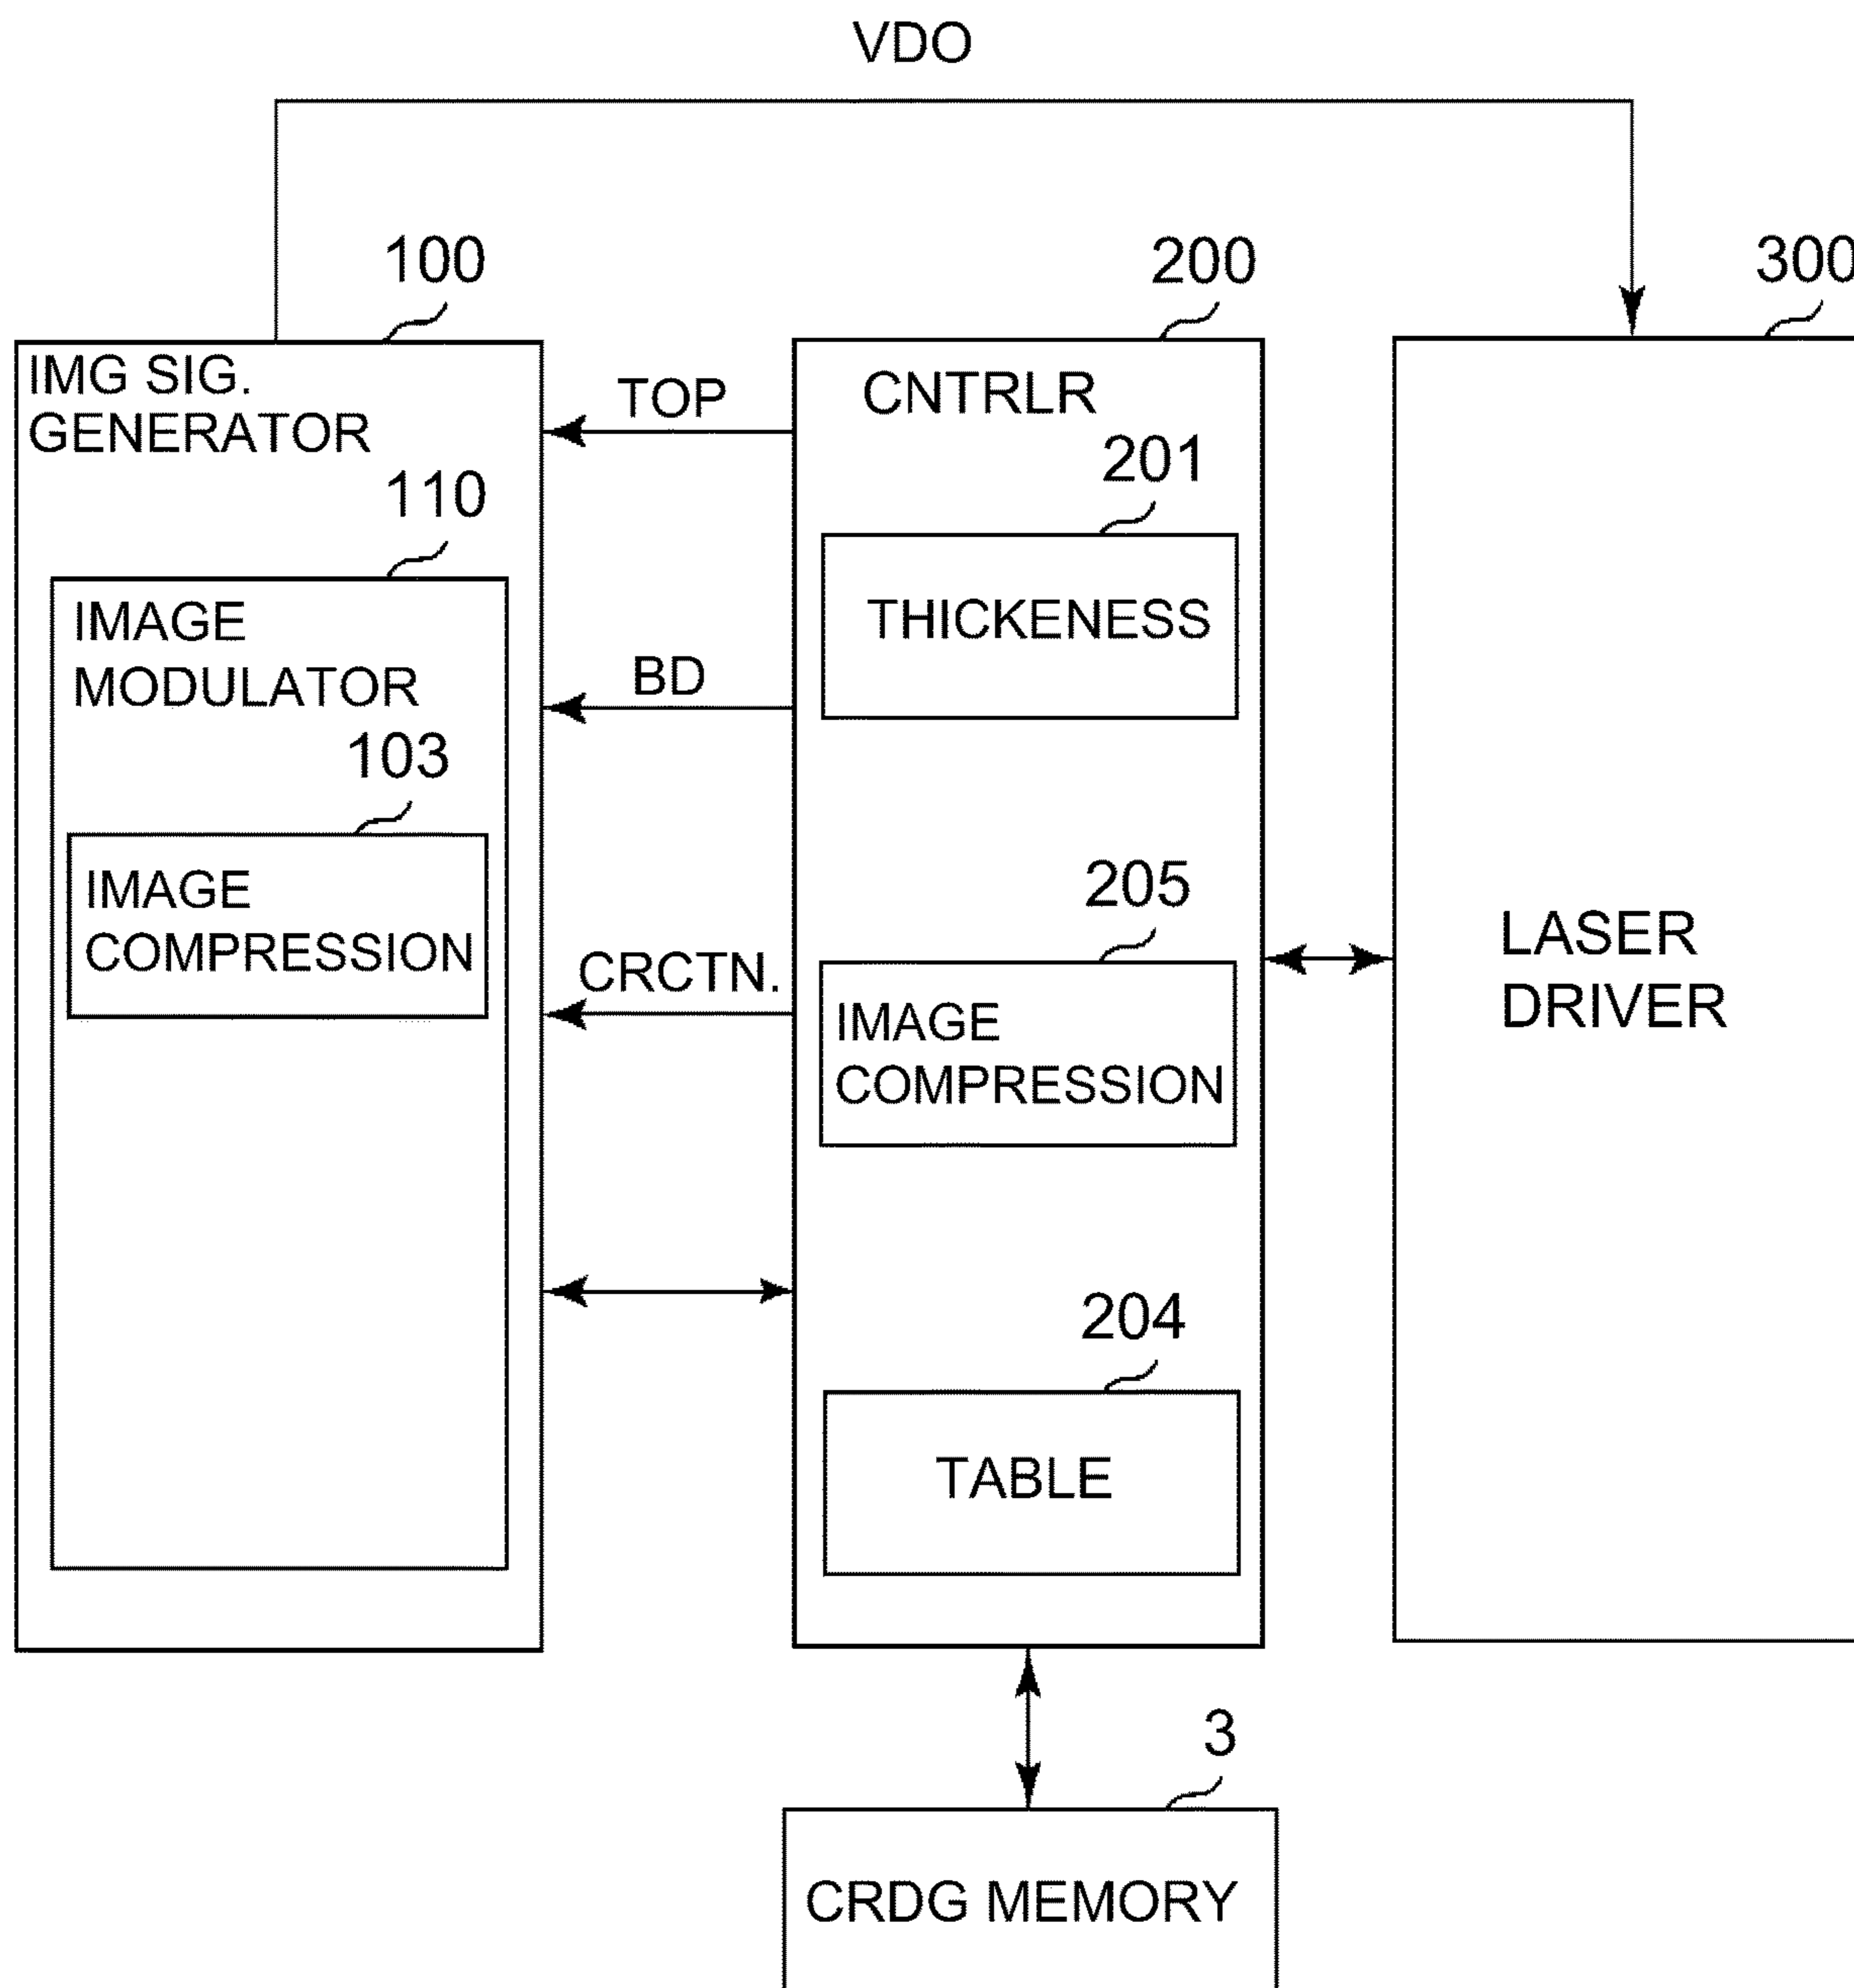 VDO
100
200
300
IMG SIG.
GENERATOR
TOP
CNTRLR
110
201
IMAGE
MODULATOR
THICKENESS
BD
103
IMAGE
COMPRESSION
205
CRCTN.
IMAGE
COMPRESSION
LASER
DRIVER
204
TABLE
3
CRDG MEMORY